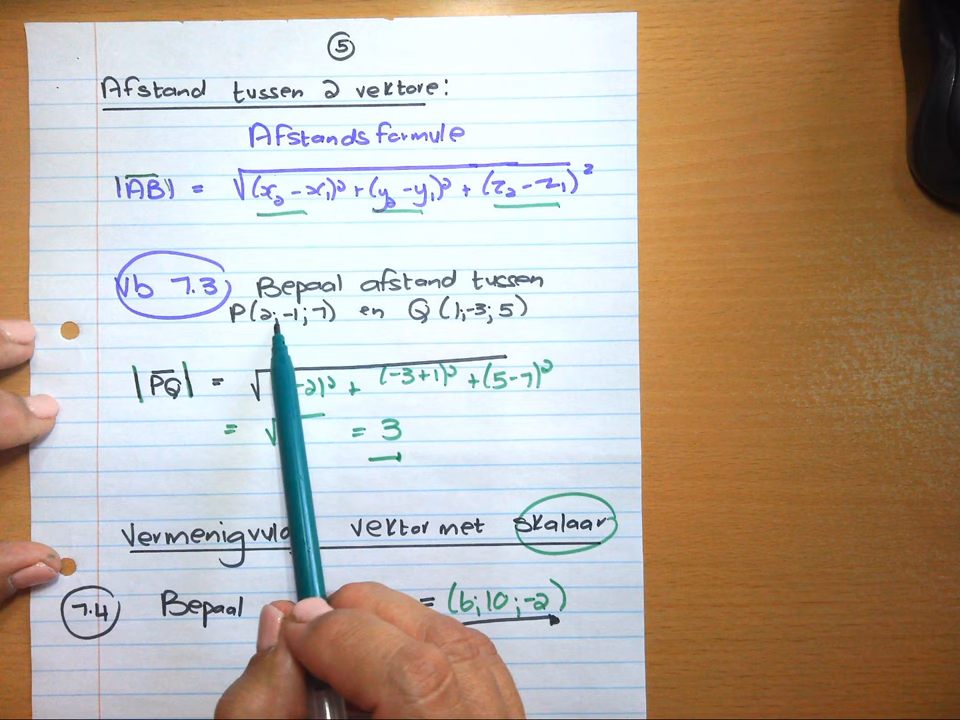 5
Afstand tussen 2 vektore:
Afstandsformule
|AB| = √(x₂ - x₁)² + (y₂ - y₁)² + (z₂ - z₁)²
Vb 7.3 Bepaal afstand tussen
P(2;-1;7) en Q(1;-3;5)
|PQ| = √ -2)² + (-3+1)² + (5-7)²
= √ = 3
vektor met skalaar
7.4 Bepaal = (6;10;-2)